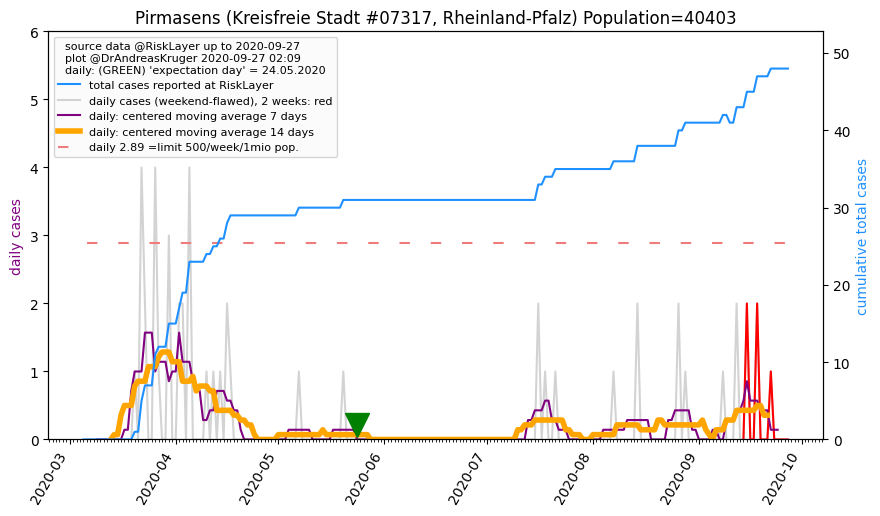 Pirmasens (Kreisfreie Stadt #07317, Rheinland-Pfalz) Population=40403
source data @RiskLayer up to 2020-09-27
plot @DrAndreasKruger 2020-09-27 02:09
daily: (GREEN) 'expectation day' = 24.05.2020
total cases reported at RiskLayer
daily cases (weekend-flawed), 2 weeks: red
daily: centered moving average 7 days
daily: centered moving average 14 days
daily 2.89 =limit 500/week/1mio pop.
daily cases
6
5
4
3
2
1
0
cumulative total cases
50
40
30
20
10
0
2020-03
2020-04
2020-05
2020-06
2020-07
2020-08
2020-09
2020-10